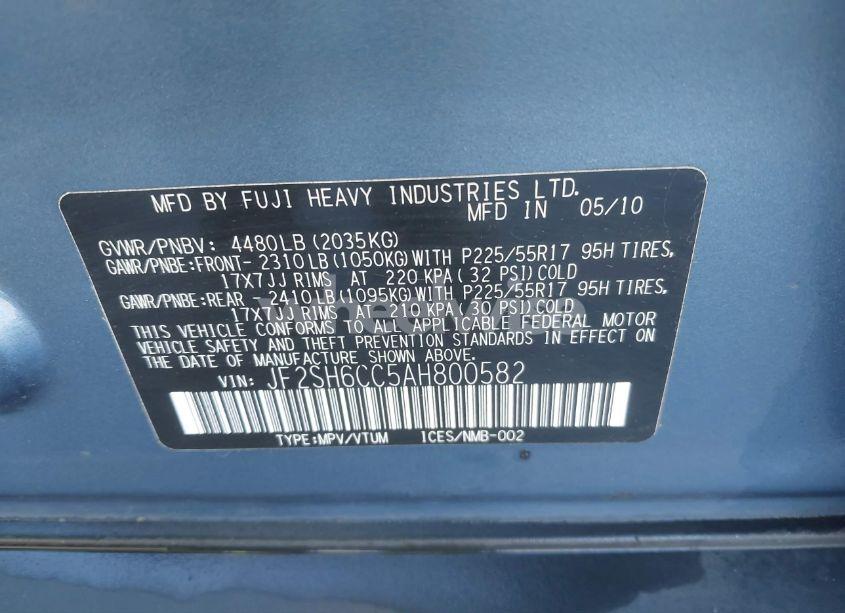 MFD BY FUJI HEAVY INDUSTRIES LTD.
MFD IN 05/10
GVWR/PNBV: 4480LB (2035KG)
GAWR/PNBE:FRONT- 2310LB (1050KG) WITH P225/55R17 95H TIRES,
17X7JJ RIMS AT 220 KPA ( 32 PSI) COLD
GAWR/PNBE:REAR - 2410LB (1095KG) WITH P225/55R17 95H TIRES,
17X7JJ RIMS AT 210 KPA (30 PSI) COLD
THIS VEHICLE CONFORMS TO ALL APPLICABLE FEDERAL MOTOR
VEHICLE SAFETY AND THEFT PREVENTION STANDARDS IN EFFECT ON
THE DATE OF MANUFACTURE SHOWN ABOVE.
VIN: JF2SH6CC5AH800582
TYPE:MPV/VTUM ICES/NMB-002